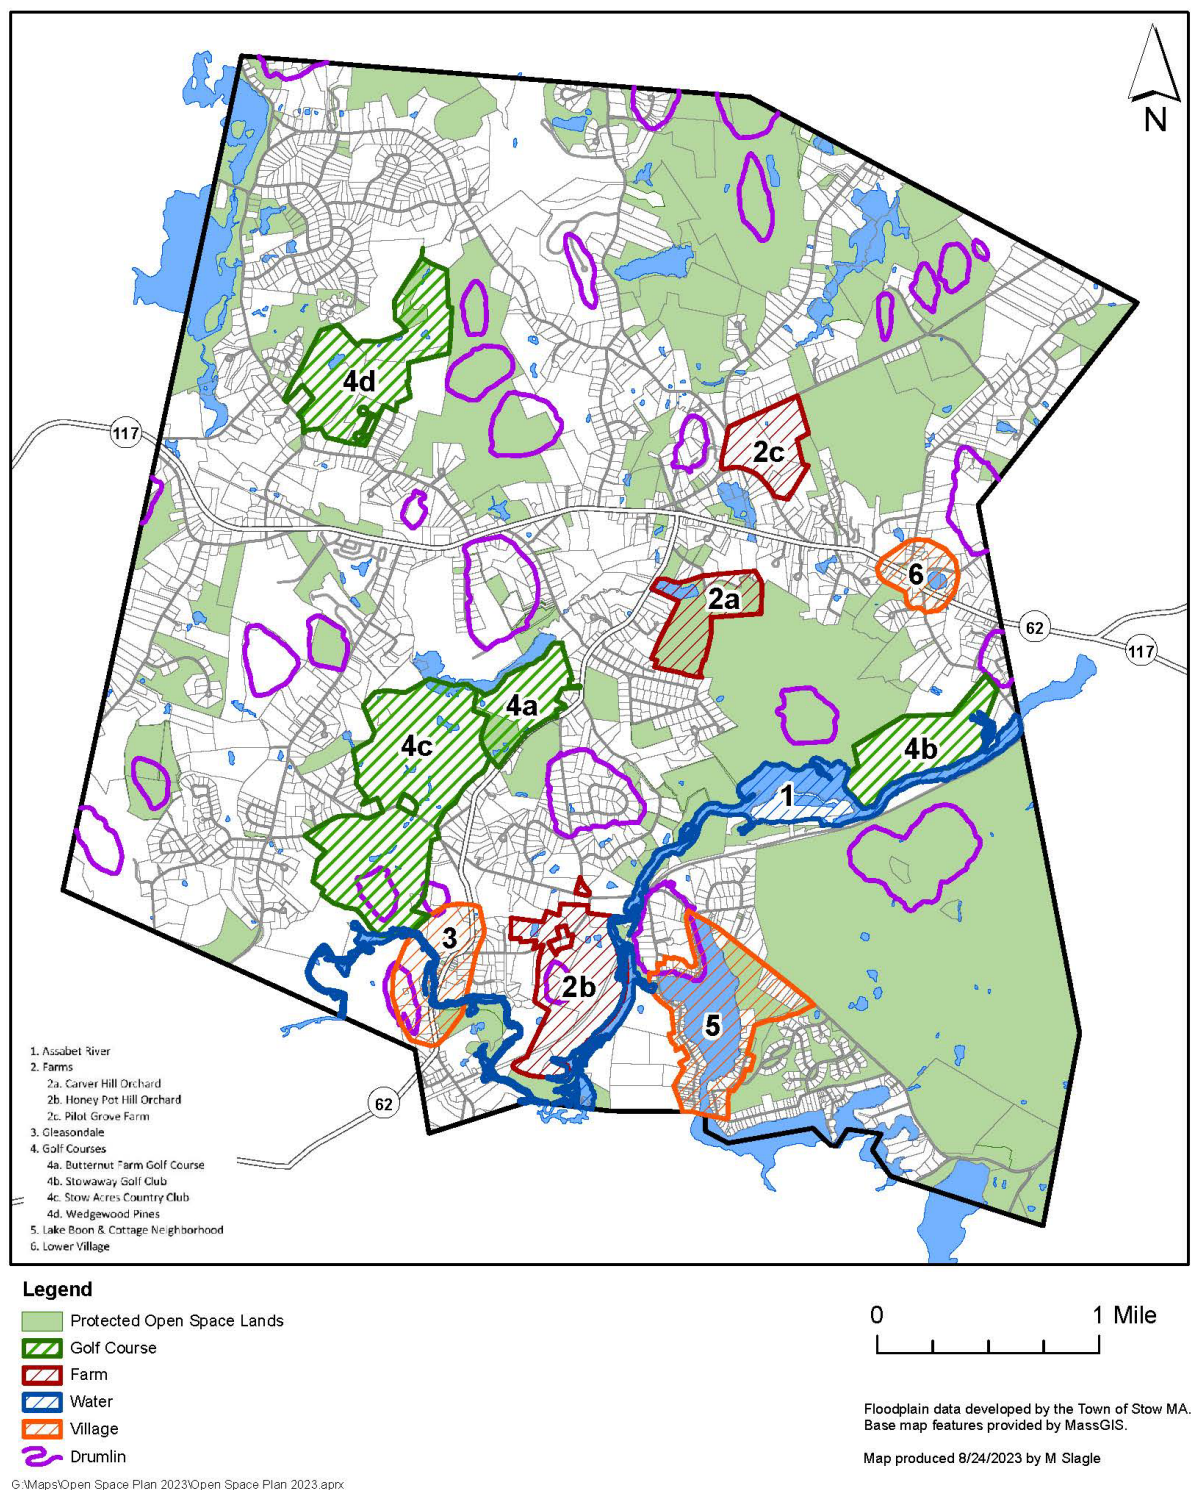 N
4d
117
2c
6
2a
62
117
4a
4c
4b
1
3
2b
5
62
1. Assabet River
2. Farms
2a. Carver Hill Orchard
2b. Honey Pot Hill Orchard
2c. Pilot Grove Farm
3. Gleasondale
4. Golf Courses
4a. Butternut Farm Golf Course
4b. Stowaway Golf Club
4c. Stow Acres Country Club
4d. Wedgewood Pines
5. Lake Boon & Cottage Neighborhood
6. Lower Village
Legend
Protected Open Space Lands
Golf Course
Farm
Water
Village
Drumlin
0 1 Mile
Floodplain data developed by the Town of Stow MA.
Base map features provided by MassGIS.
Map produced 8/24/2023 by M Slagle
G:\Maps\Open Space Plan 2023\Open Space Plan 2023.aprx